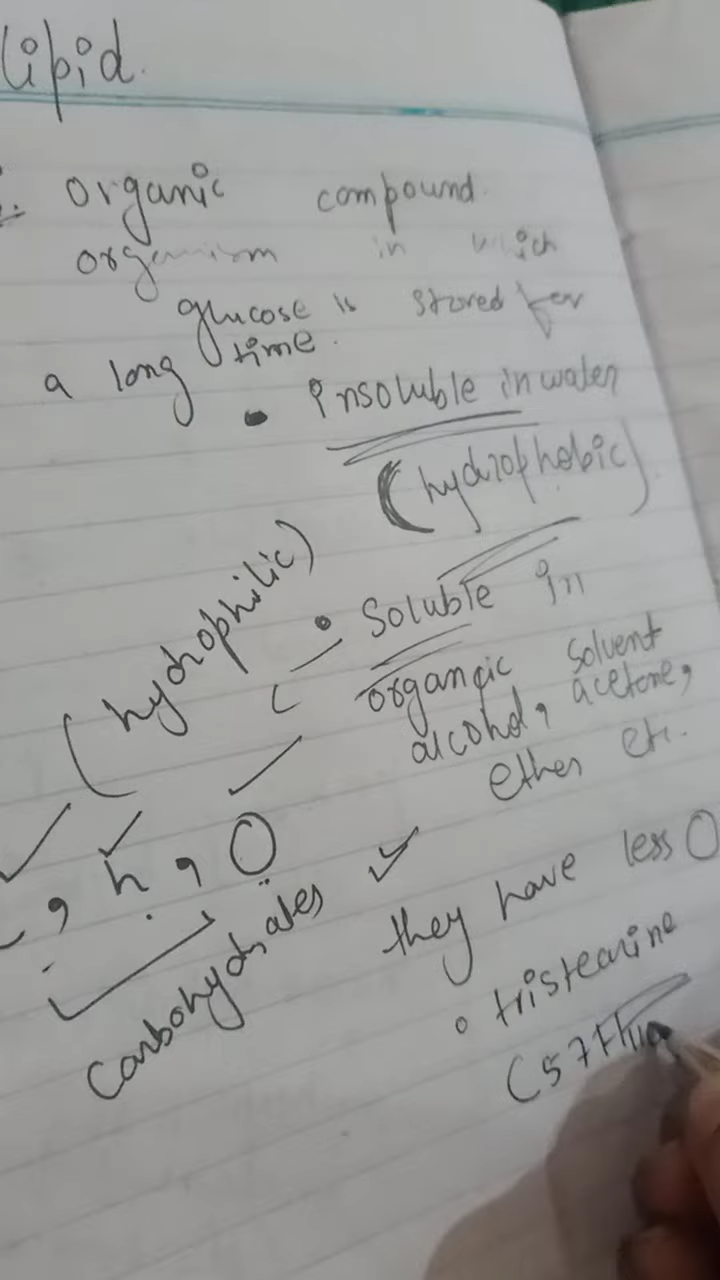 lipid.
organic compound.
organism in which
glucose is stored for
a long time.
• insoluble in water
(hydrophobic)
(hydrophilic)
• Soluble in
organic solvent
alcohol, acetone,
ether etc.
, h, O
Carbohydrates
they have less O
• tristearine
C57H110